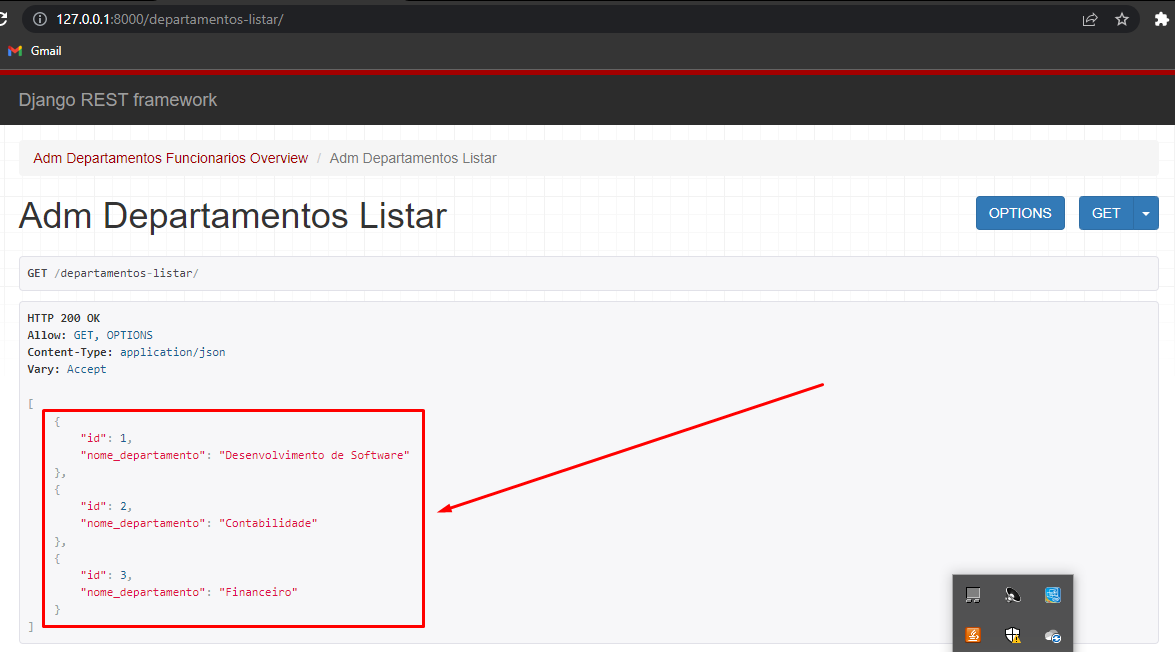 127.0.0.1:8000/departamentos-listar/
Gmail
Django REST framework
Adm Departamentos Funcionarios Overview / Adm Departamentos Listar
Adm Departamentos Listar
OPTIONS
GET
GET /departamentos-listar/
HTTP 200 OK
Allow: GET, OPTIONS
Content-Type: application/json
Vary: Accept
[
{
"id": 1,
"nome_departamento": "Desenvolvimento de Software"
},
{
"id": 2,
"nome_departamento": "Contabilidade"
},
{
"id": 3,
"nome_departamento": "Financeiro"
}
]